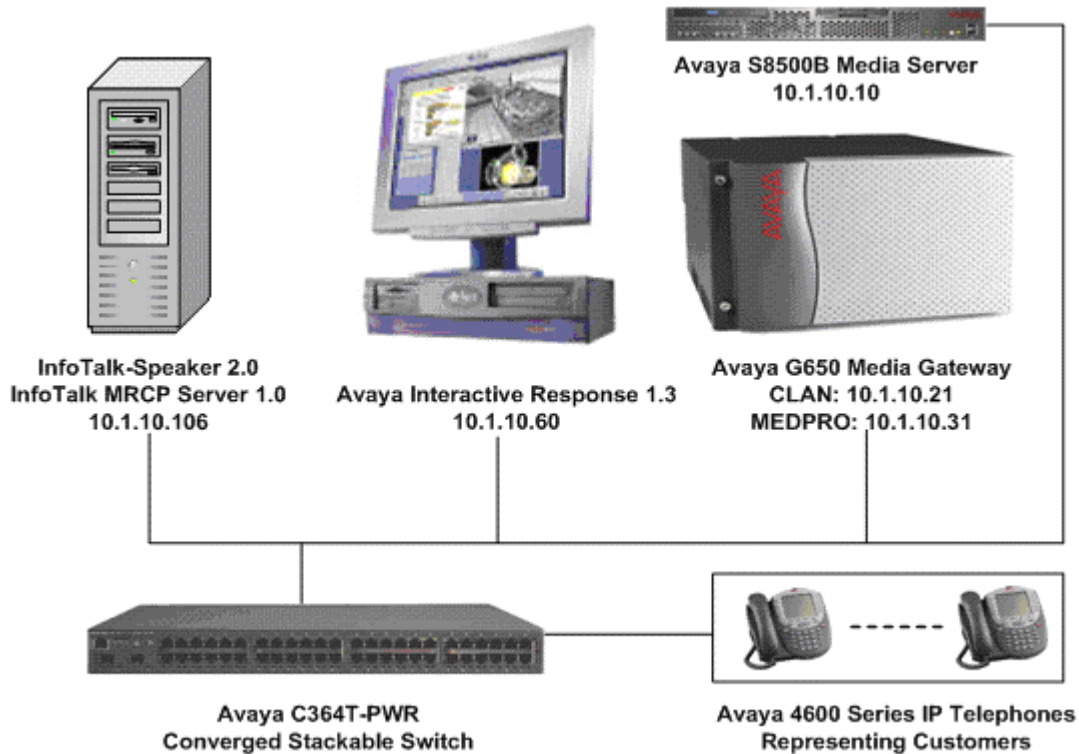 Avaya S8500B Media Server
10.1.10.10
AVAYA
InfoTalk-Speaker 2.0
InfoTalk MRCP Server 1.0
10.1.10.106
Avaya Interactive Response 1.3
10.1.10.60
Avaya G650 Media Gateway
CLAN: 10.1.10.21
MEDPRO: 10.1.10.31
Avaya C364T-PWR
Converged Stackable Switch
Avaya 4600 Series IP Telephones
Representing Customers